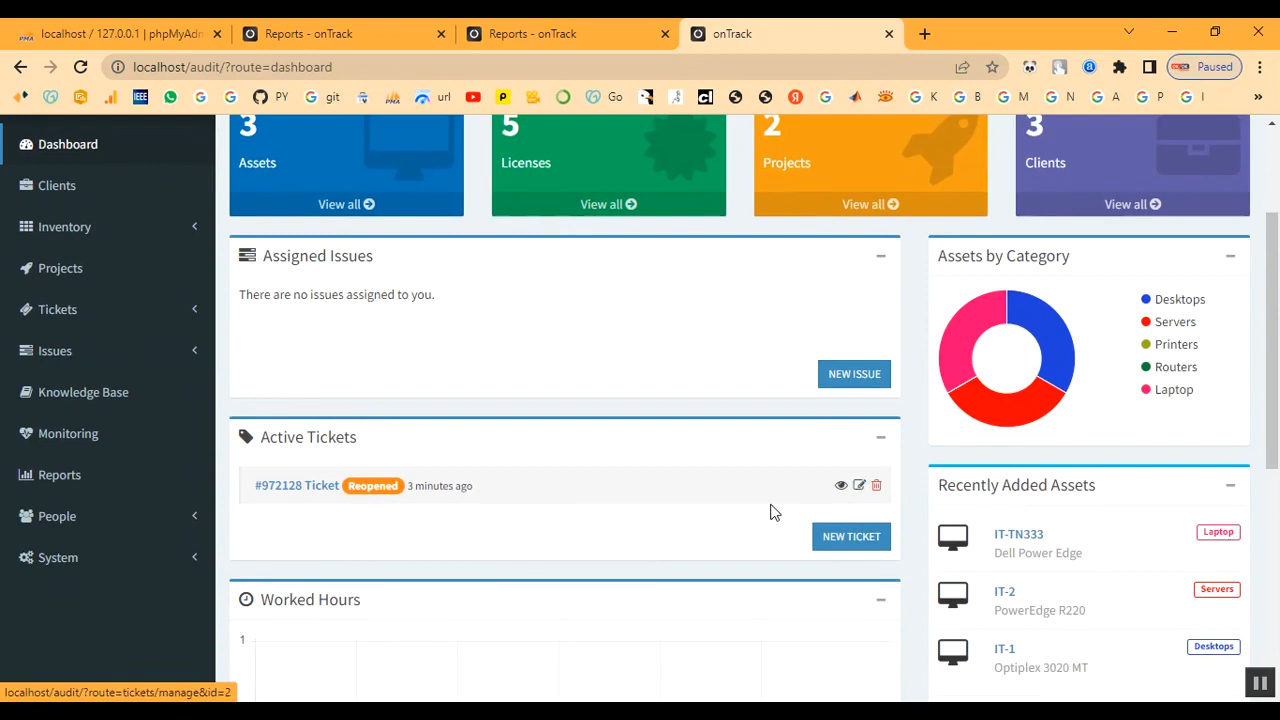 localhost / 127.0.0.1 | phpMyAdn
Reports - onTrack
Reports - onTrack
onTrack
localhost/audit/?route=dashboard
Paused
PY
git
url
Go
K
B
M
N
A
P
I
»
Dashboard
Clients
Inventory
Projects
Tickets
Issues
Knowledge Base
Monitoring
Reports
People
System
3
Assets
View all
5
Licenses
View all
2
Projects
View all
3
Clients
View all
Assigned Issues
There are no issues assigned to you.
NEW ISSUE
Active Tickets
#972128 Ticket Reopened 3 minutes ago
NEW TICKET
Worked Hours
1
Assets by Category
Desktops
Servers
Printers
Routers
Laptop
Recently Added Assets
IT-TN333 Laptop
Dell Power Edge
IT-2 Servers
PowerEdge R220
IT-1 Desktops
Optiplex 3020 MT
localhost/audit/?route=tickets/manage&id=2